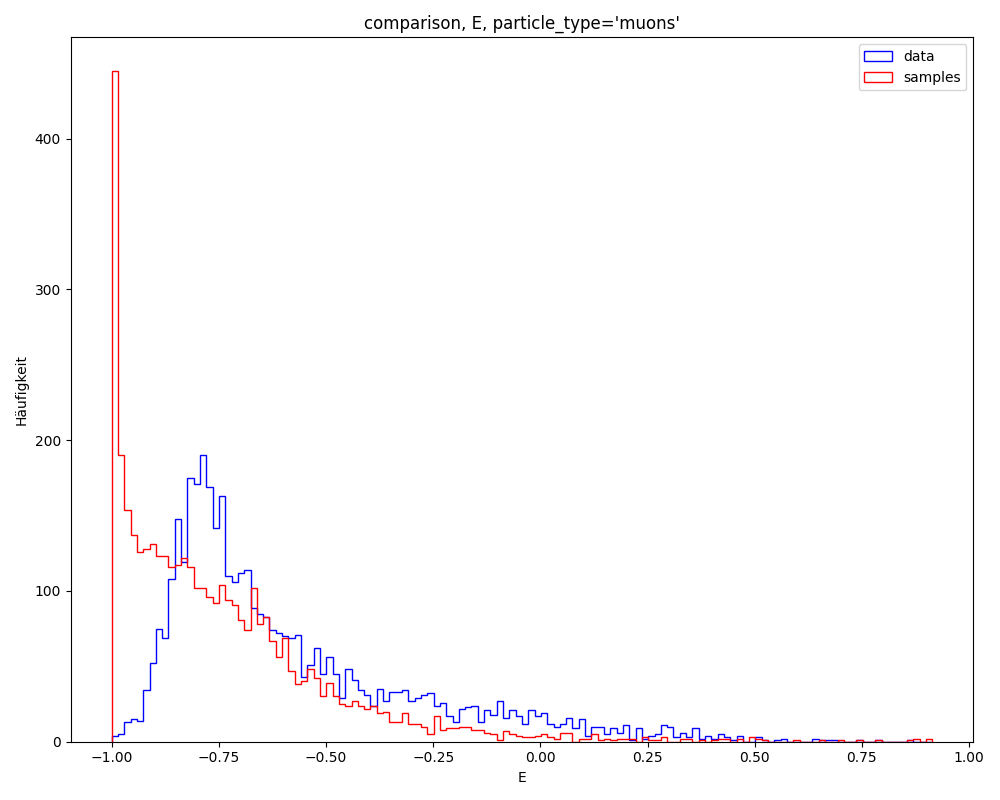 comparison, E, particle_type='muons'
data
samples
Häufigkeit
400
300
200
100
0
−1.00 −0.75 −0.50 −0.25 0.00 0.25 0.50 0.75 1.00
E